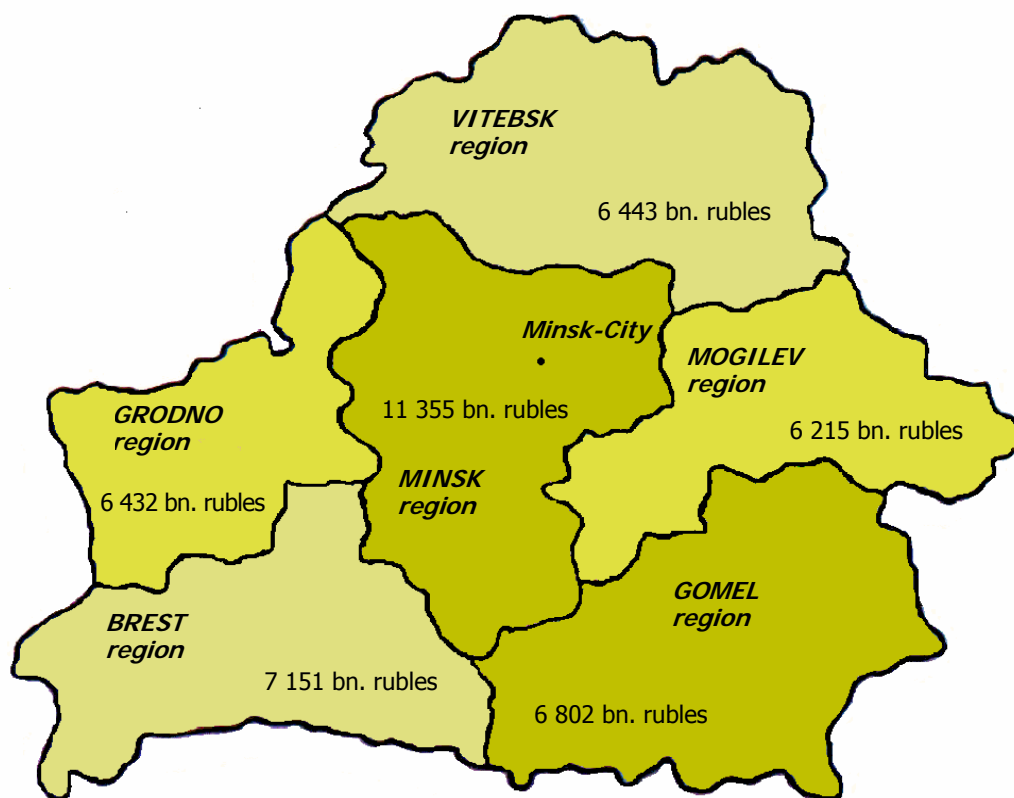 VITEBSK
region
6 443 bn. rubles
Minsk-City
MOGILEV
region
11 355 bn. rubles
GRODNO
region
6 215 bn. rubles
MINSK
region
6 432 bn. rubles
GOMEL
region
BREST
region
7 151 bn. rubles
6 802 bn. rubles